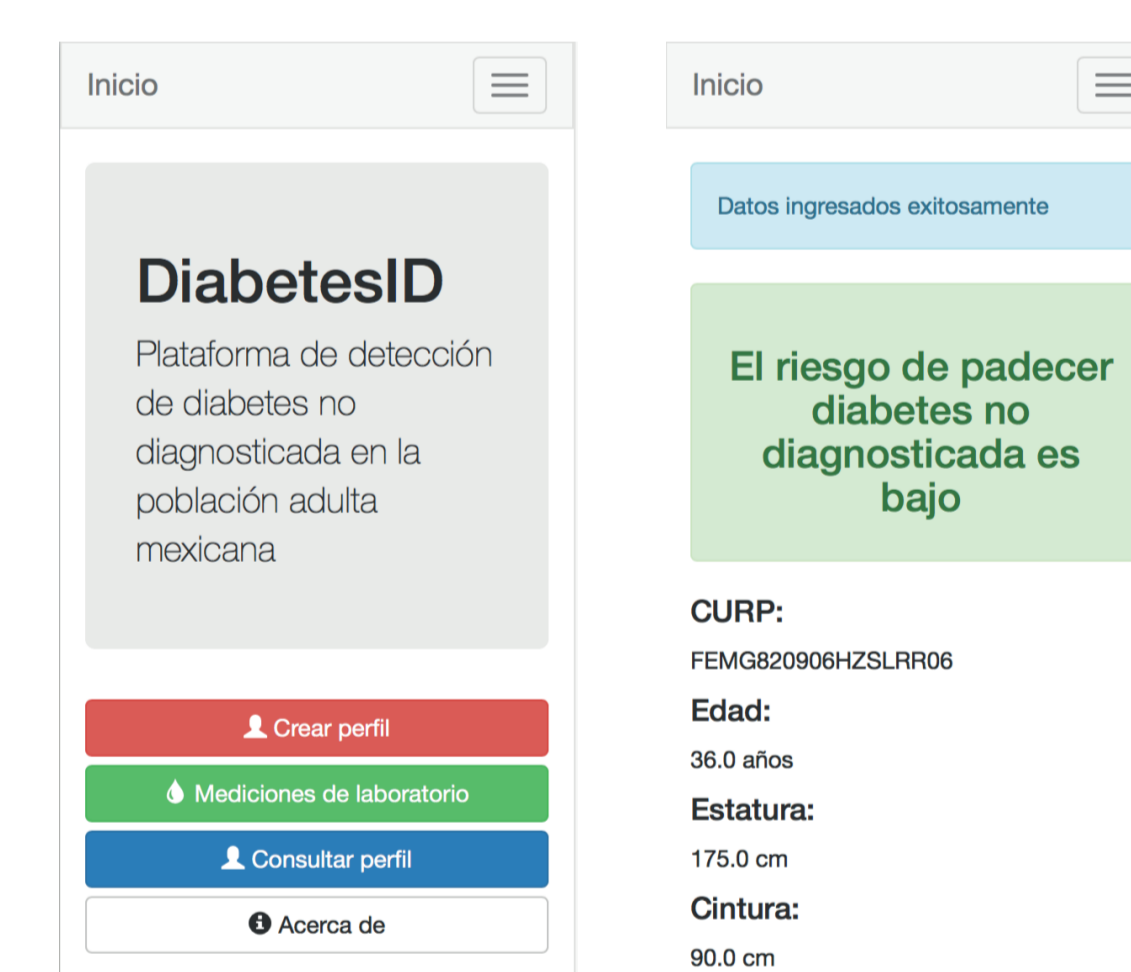 Inicio
DiabetesID
Plataforma de detección
de diabetes no
diagnosticada en la
población adulta
mexicana
Crear perfil
Mediciones de laboratorio
Consultar perfil
Acerca de
Inicio
Datos ingresados exitosamente
El riesgo de padecer
diabetes no
diagnosticada es
bajo
CURP:
FEMG820906HZSLRR06
Edad:
36.0 años
Estatura:
175.0 cm
Cintura:
90.0 cm